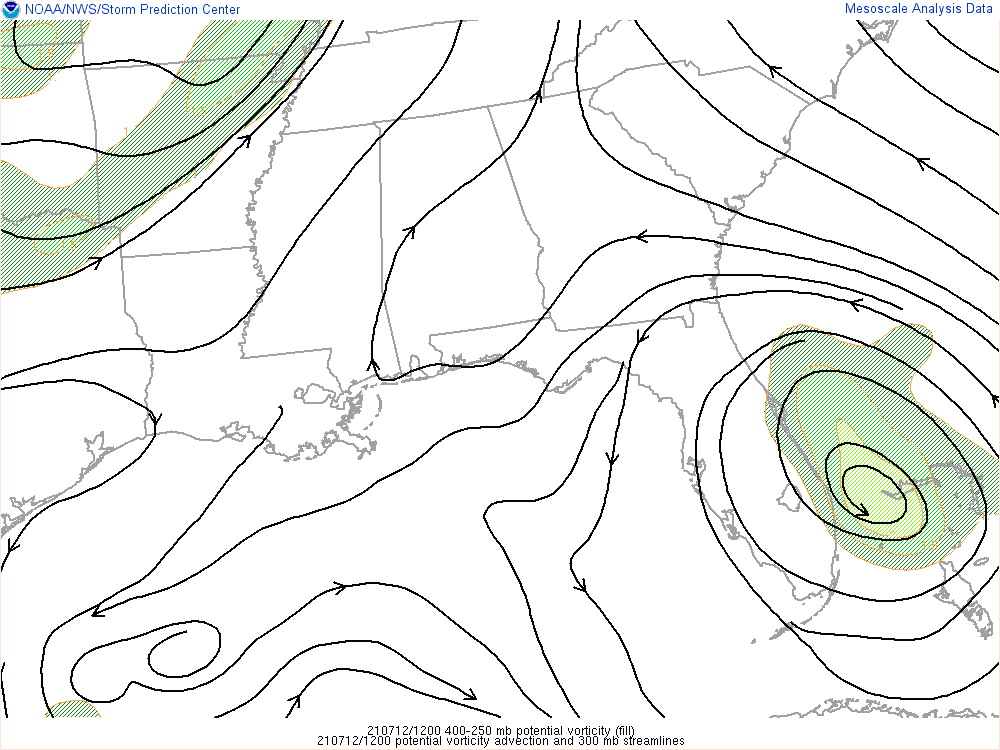 NOAA/NWS/Storm Prediction Center
Mesoscale Analysis Data
210712/1200 400-250 mb potential vorticity (fill)
210712/1200 potential vorticity advection and 300 mb streamlines